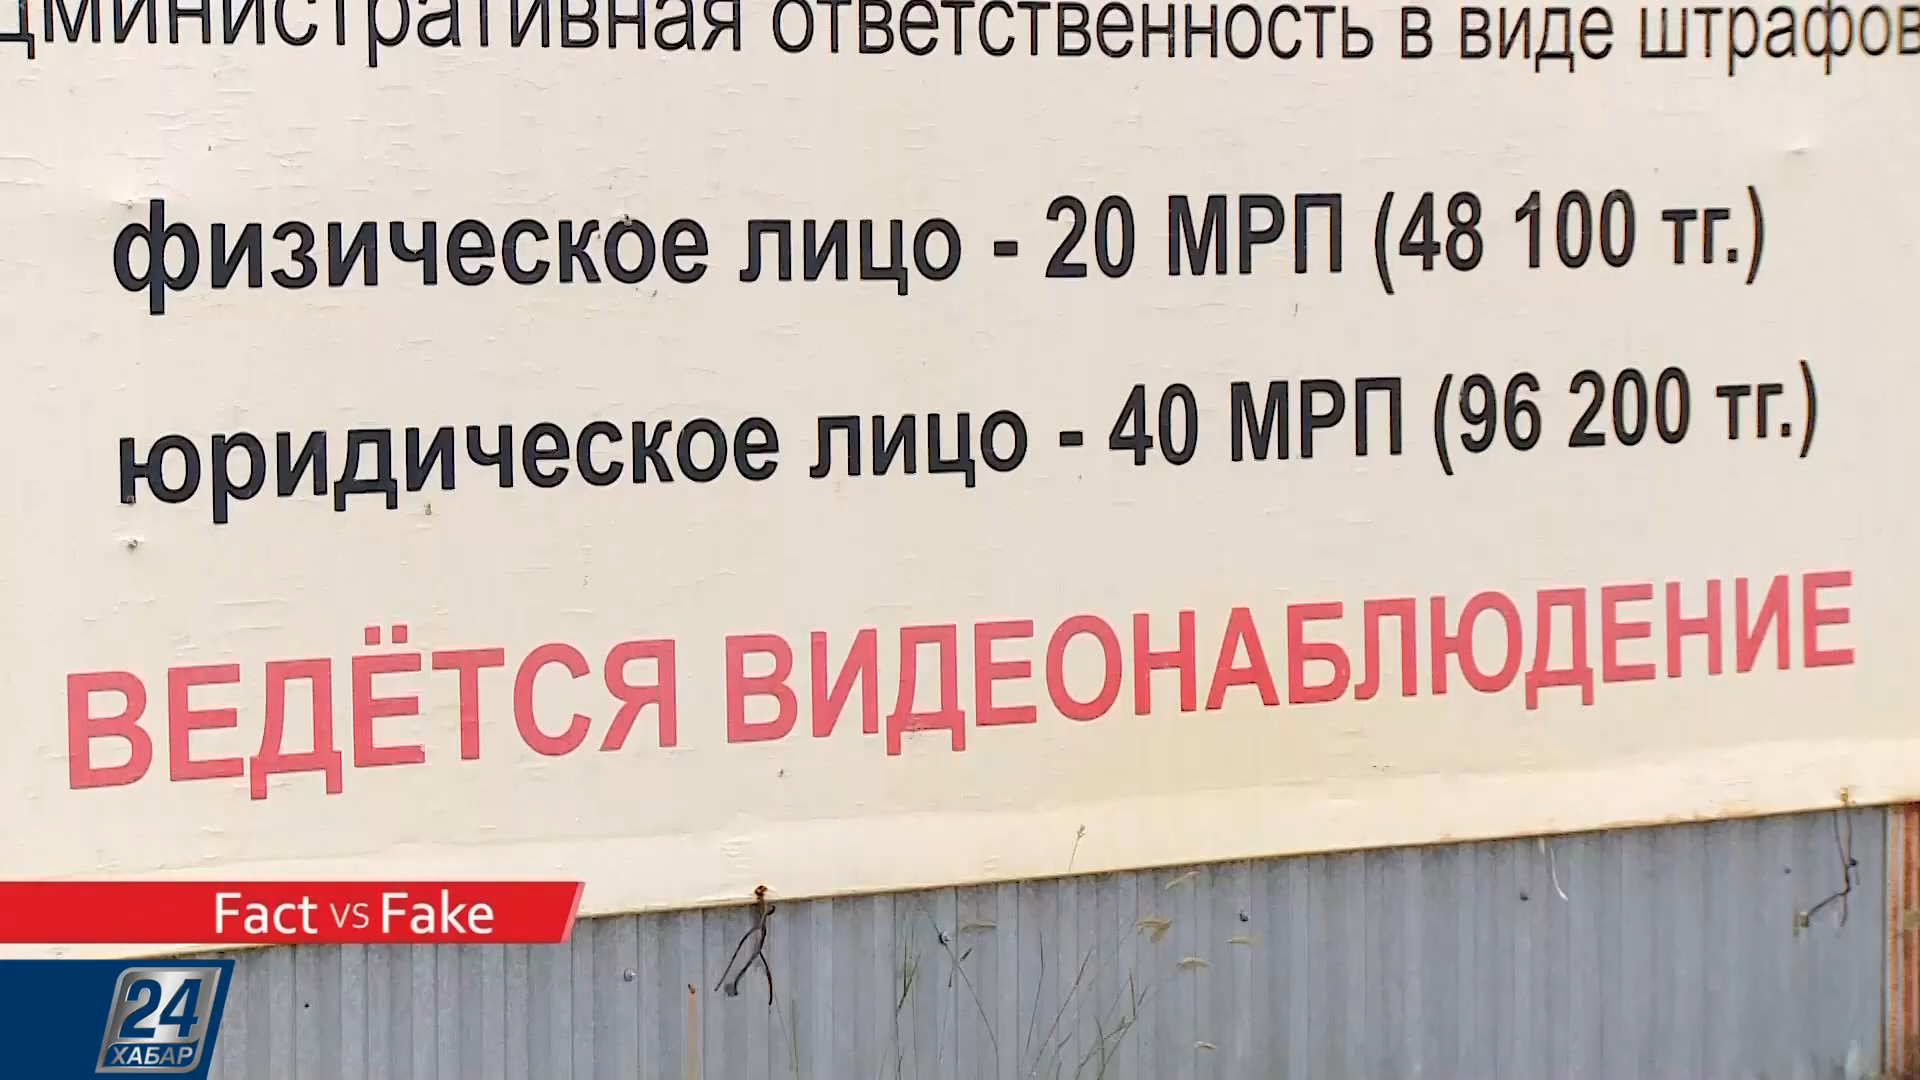 дминистративная ответственность в виде штрафов
физическое лицо - 20 МРП (48 100 тг.)
юридическое лицо - 40 МРП (96 200 тг.)
ВЕДЁТСЯ ВИДЕОНАБЛЮДЕНИЕ
Fact vs Fake
24
ХАБАР